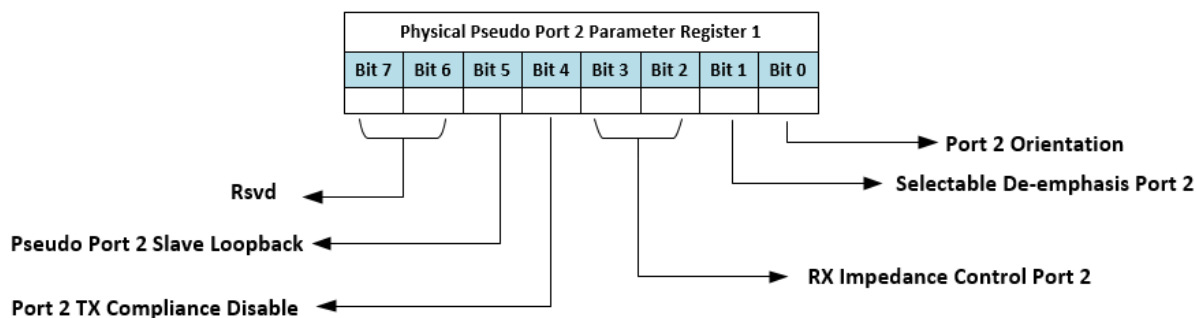 Physical Pseudo Port 2 Parameter Register 1
Bit 7 Bit 6 Bit 5 Bit 4 Bit 3 Bit 2 Bit 1 Bit 0
Port 2 Orientation
Selectable De-emphasis Port 2
Rsvd
Pseudo Port 2 Slave Loopback
RX Impedance Control Port 2
Port 2 TX Compliance Disable